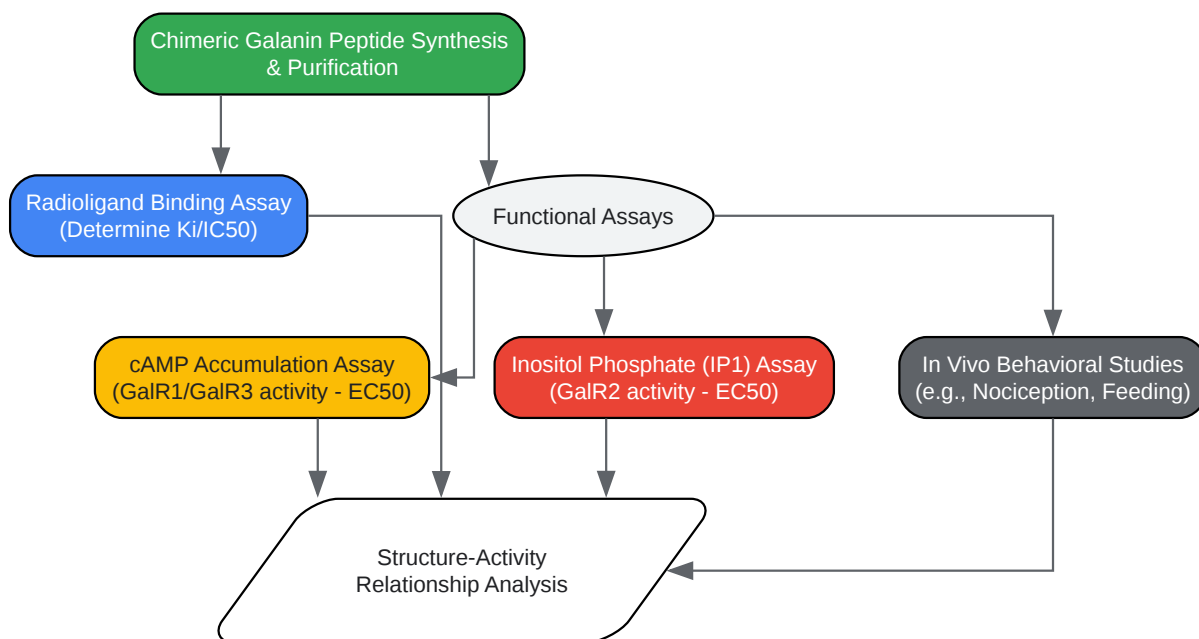 Chimeric Galanin Peptide Synthesis
& Purification
Radioligand Binding Assay
(Determine Ki/IC50)
Functional Assays
cAMP Accumulation Assay
(GalR1/GalR3 activity - EC50)
Inositol Phosphate (IP1) Assay
(GalR2 activity - EC50)
In Vivo Behavioral Studies
(e.g., Nociception, Feeding)
Structure-Activity
Relationship Analysis